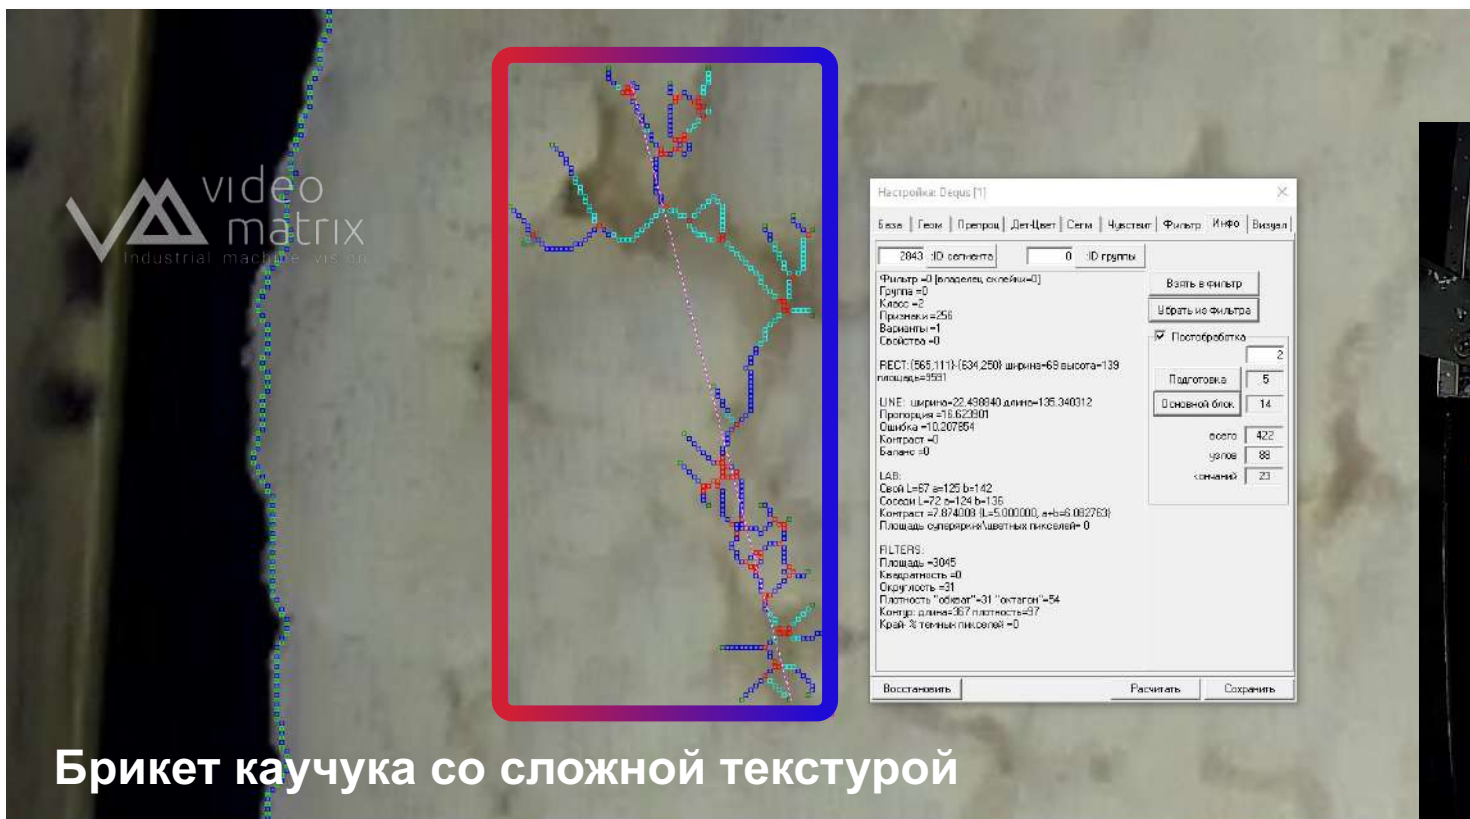 video
matrix
industrial machine vision
Настройка: Dequs [1]
База Геом Препроц Дет-Цвет Сегм Чувствит Фильтр Инфо Визуал
2843 :ID сегмента 0 :ID группы
Фильтр =0 [владелец склейки=0]
Группа =0
Класс =2
Признаки =256
Варианты =1
Свойства =0
RECT: {565,111}-{634,250} ширина=69 высота=139
площадь=9591
LINE: ширина=22.498840 длина=135.340312
Пропорция =16.623901
Ошибка =10.207854
Контраст =0
Баланс =0
LAB:
Свой L=67 a=125 b=142
Соседи L=72 a=124 b=136
Контраст =7.874008 {L=5.000000, a+b=6.082763}
Площадь суперярких\цветных пикселей= 0
FILTERS:
Площадь =3045
Квадратность =0
Округлость =31
Плотность "обхват"=31 "октагон"=54
Контур: длина=367 плотность=97
Край- % темных пикселей =0
Взять в фильтр
Убрать из фильтра
Постобработка
2
Подготовка 5
Основной блок 14
всего 422
узлов 88
кончаний 23
Восстановить Расчитать Сохранить
Брикет каучука со сложной текстурой